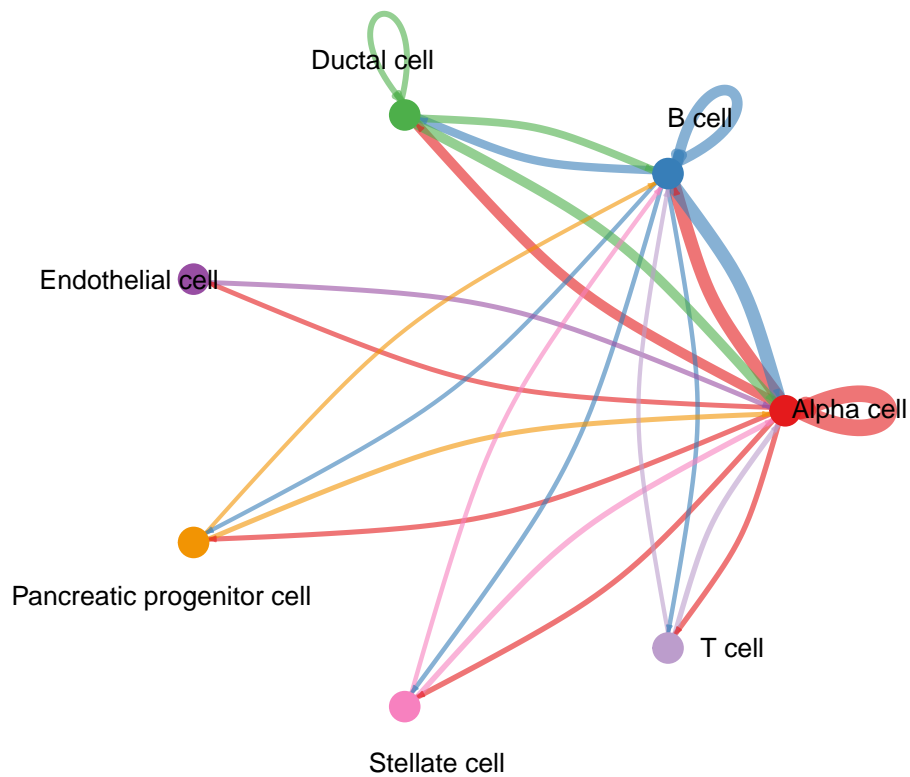 Ductal cell
B cell
Endothelial cell
Alpha cell
Pancreatic progenitor cell
T cell
Stellate cell